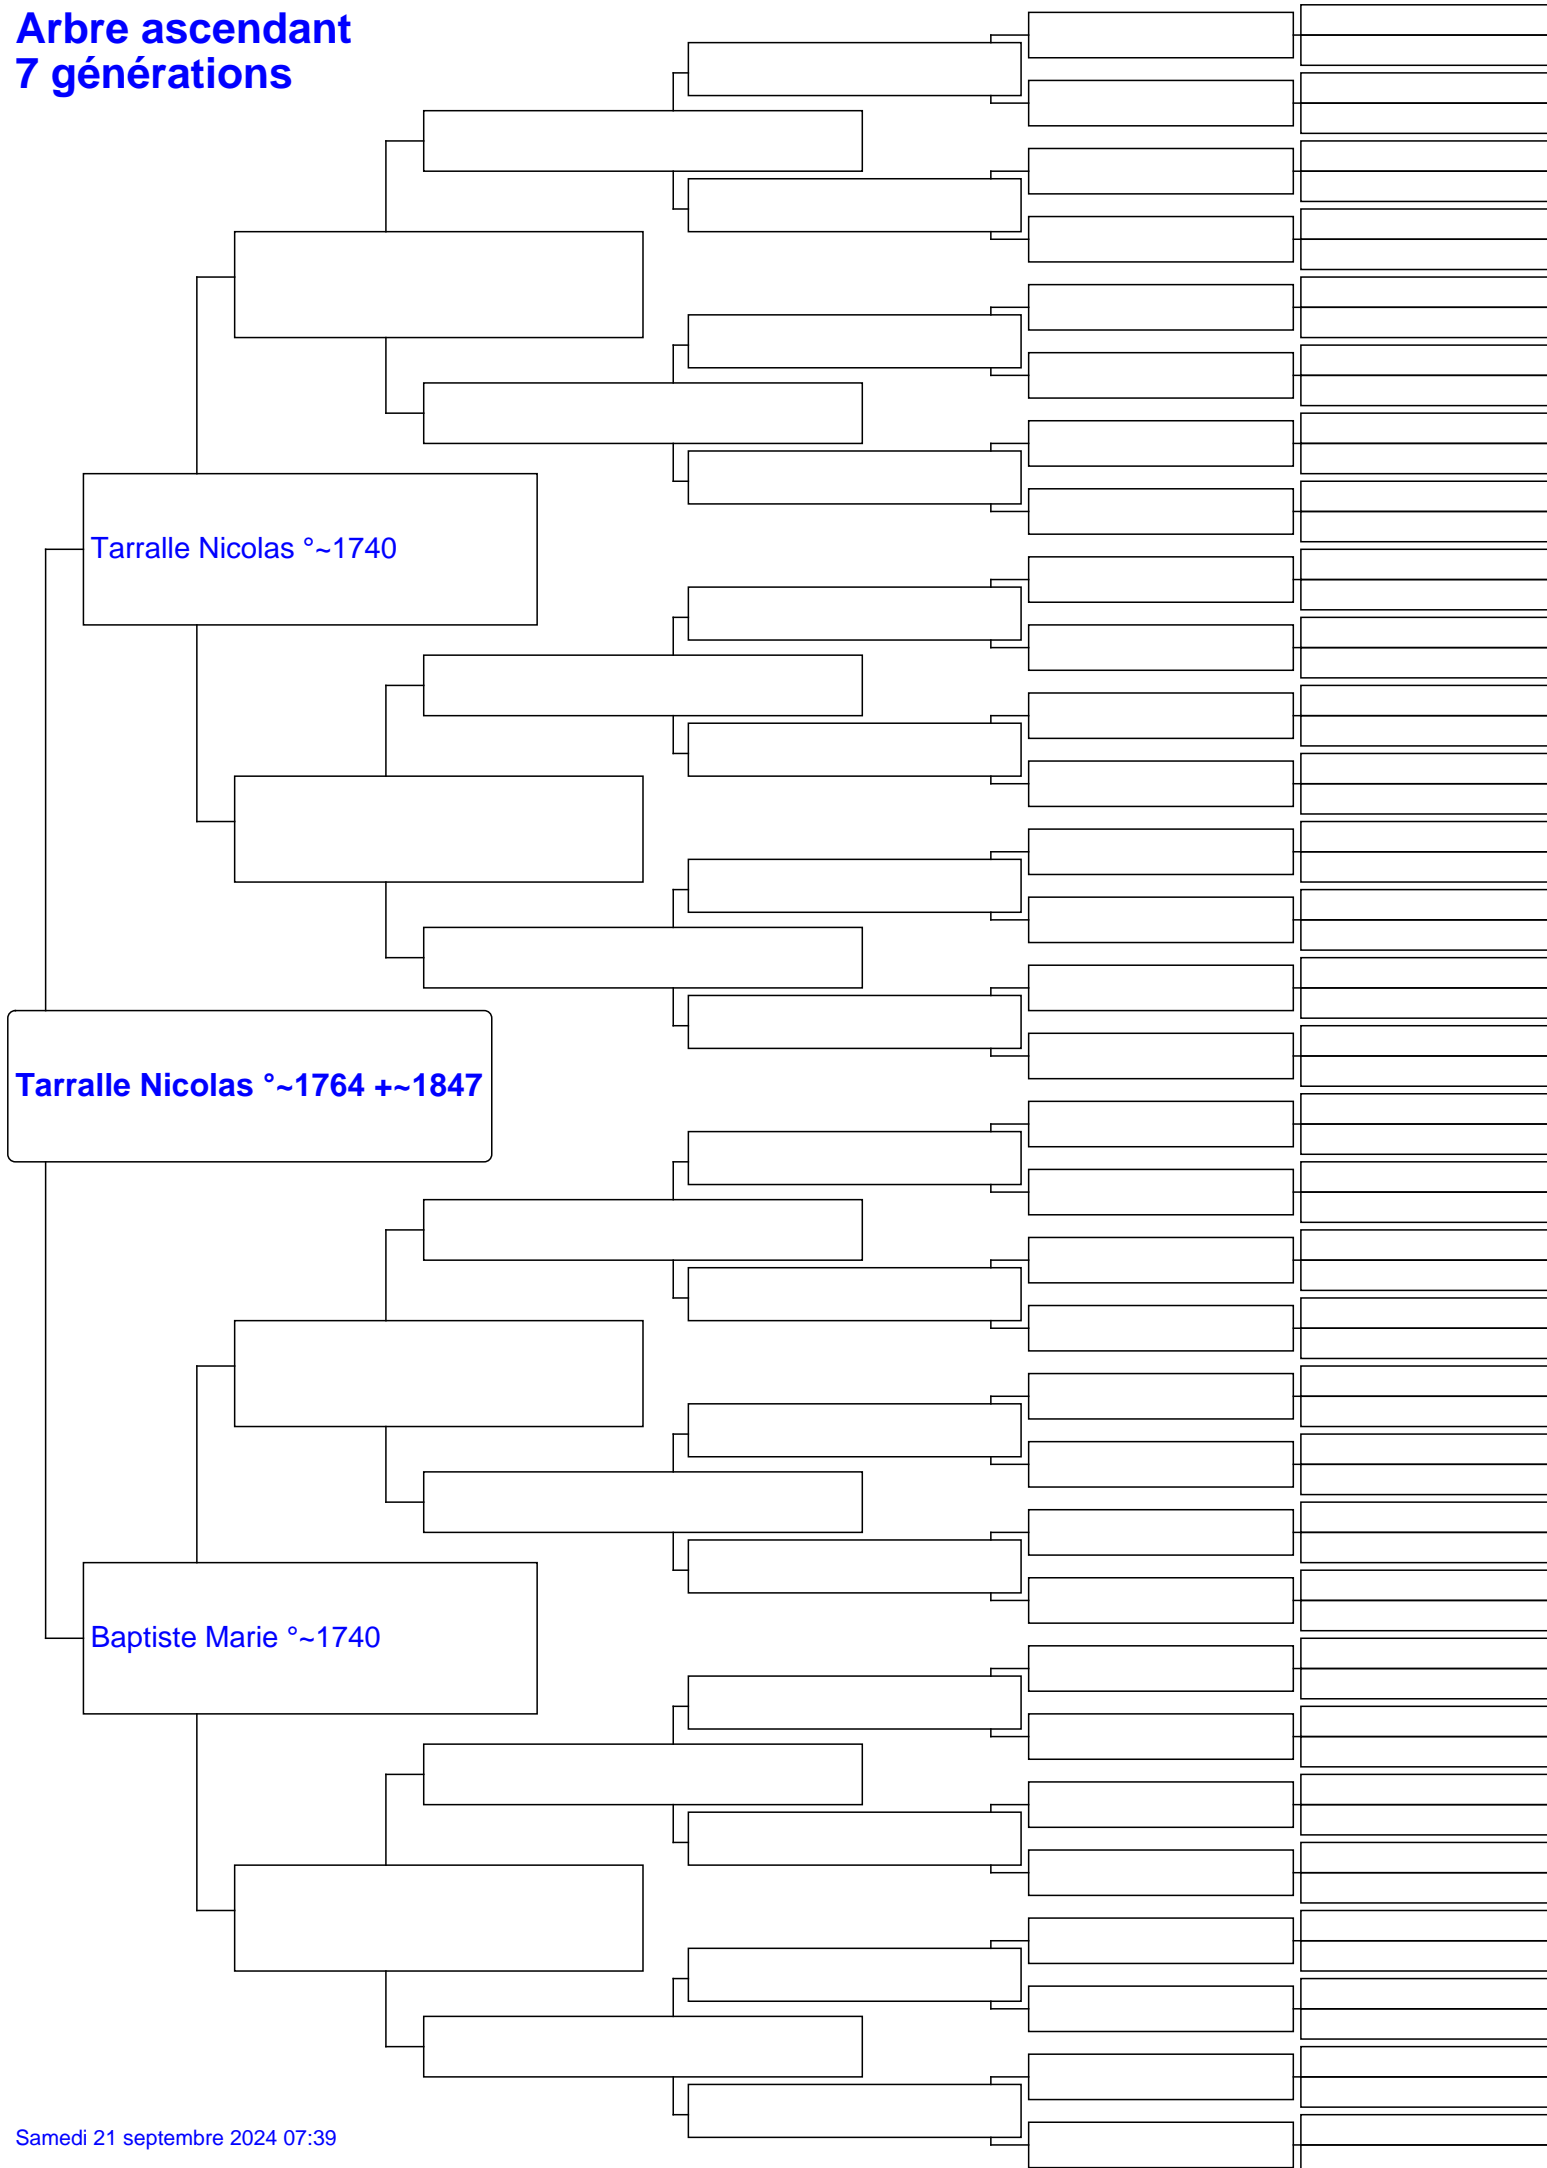 Arbre ascendant
7 générations
Tarralle Nicolas °~1740
Tarralle Nicolas °~1764 +~1847
Baptiste Marie °~1740
Samedi 21 septembre 2024 07:39